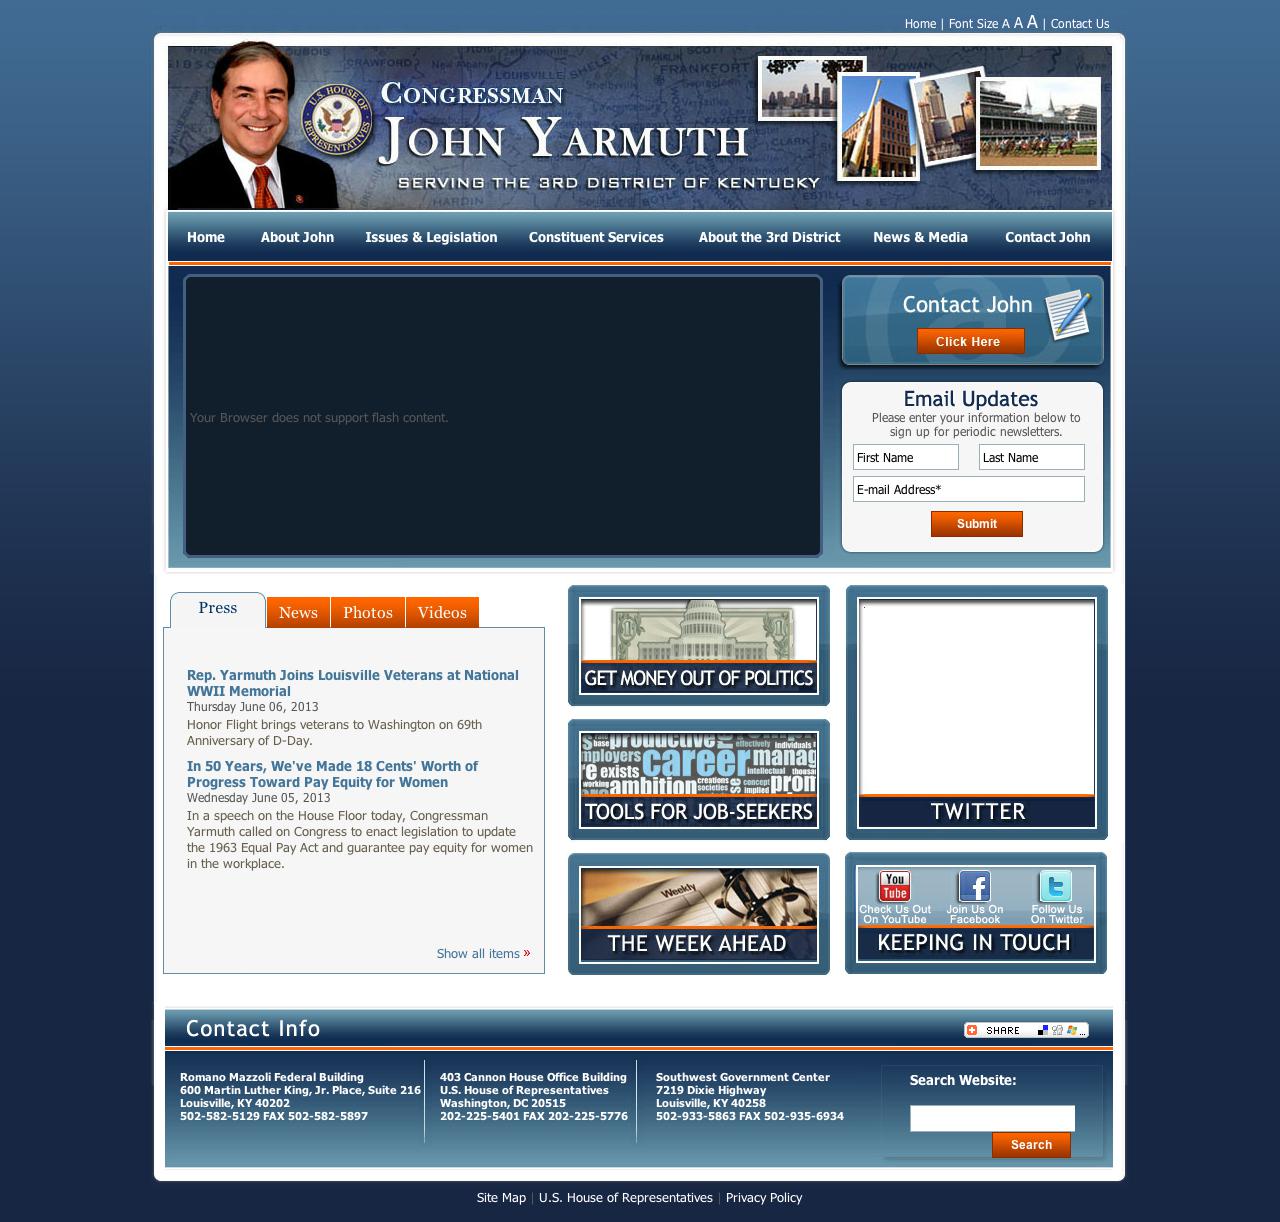 Home | Font Size A A A | Contact Us
U.S. HOUSE OF REPRESENTATIVES
CONGRESSMAN
JOHN YARMUTH
SERVING THE 3RD DISTRICT OF KENTUCKY
LOUISVILLE
FRANKFORT
Home About John Issues & Legislation Constituent Services About the 3rd District News & Media Contact John
Your Browser does not support flash content.
Contact John
Click Here
Email Updates
Please enter your information below to
sign up for periodic newsletters.
First Name Last Name
E-mail Address*
Submit
Press News Photos Videos
Rep. Yarmuth Joins Louisville Veterans at National
WWII Memorial
Thursday June 06, 2013
Honor Flight brings veterans to Washington on 69th
Anniversary of D-Day.
In 50 Years, We've Made 18 Cents' Worth of
Progress Toward Pay Equity for Women
Wednesday June 05, 2013
In a speech on the House Floor today, Congressman
Yarmuth called on Congress to enact legislation to update
the 1963 Equal Pay Act and guarantee pay equity for women
in the workplace.
Show all items »
GET MONEY OUT OF POLITICS
productive
effectively individuals
exists career
intellectual
working ambition creations societies concept implied
TOOLS FOR JOB-SEEKERS
Weekly
THE WEEK AHEAD
TWITTER
You Tube
Check Us Out
On YouTube
Join Us On
Facebook
Follow Us
On Twitter
KEEPING IN TOUCH
Contact Info
SHARE
Romano Mazzoli Federal Building
600 Martin Luther King, Jr. Place, Suite 216
Louisville, KY 40202
502-582-5129 FAX 502-582-5897
403 Cannon House Office Building
U.S. House of Representatives
Washington, DC 20515
202-225-5401 FAX 202-225-5776
Southwest Government Center
7219 Dixie Highway
Louisville, KY 40258
502-933-5863 FAX 502-935-6934
Search Website:
Search
Site Map | U.S. House of Representatives | Privacy Policy